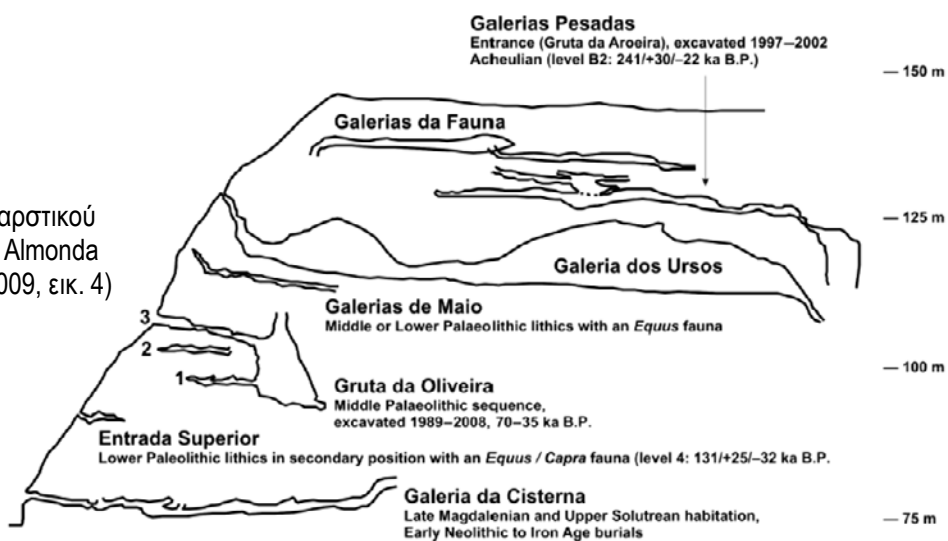 Galerias Pesadas
Entrance (Gruta da Aroeira), excavated 1997–2002
Acheulian (level B2: 241/+30/–22 ka B.P.)
— 150 m
Galerias da Fauna
αρστικού
Almonda
009, εικ. 4)
— 125 m
Galeria dos Ursos
Galerias de Maio
Middle or Lower Palaeolithic lithics with an Equus fauna
3
2
1
— 100 m
Gruta da Oliveira
Middle Palaeolithic sequence,
excavated 1989–2008, 70–35 ka B.P.
Entrada Superior
Lower Paleolithic lithics in secondary position with an Equus / Capra fauna (level 4: 131/+25/–32 ka B.P.
Galeria da Cisterna
Late Magdalenian and Upper Solutrean habitation,
Early Neolithic to Iron Age burials
— 75 m